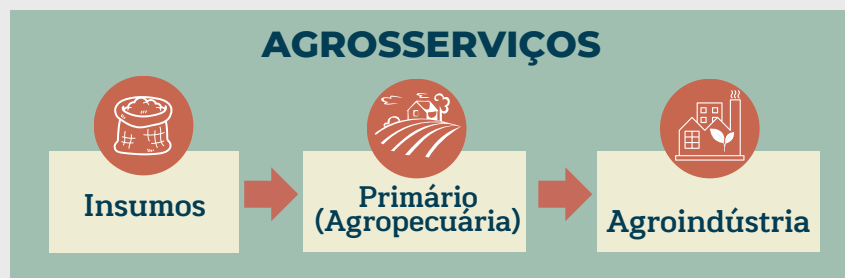 AGROSSERVIÇOS
Insumos
Primário
(Agropecuária)
Agroindústria